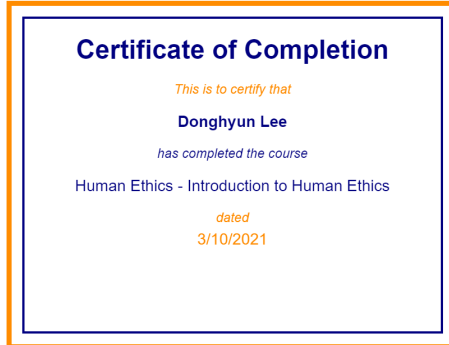 Certificate of Completion
This is to certify that
Donghyun Lee
has completed the course
Human Ethics - Introduction to Human Ethics
dated
3/10/2021